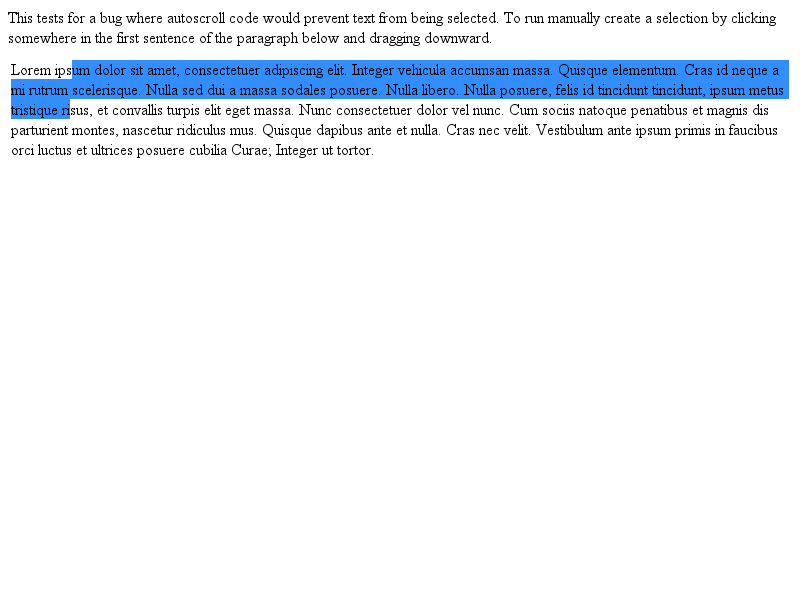 This tests for a bug where autoscroll code would prevent text from being selected. To run manually create a selection by clicking
somewhere in the first sentence of the paragraph below and dragging downward.
Lorem ipsum dolor sit amet, consectetuer adipiscing elit. Integer vehicula accumsan massa. Quisque elementum. Cras id neque a
mi rutrum scelerisque. Nulla sed dui a massa sodales posuere. Nulla libero. Nulla posuere, felis id tincidunt tincidunt, ipsum metus
tristique risus, et convallis turpis elit eget massa. Nunc consectetuer dolor vel nunc. Cum sociis natoque penatibus et magnis dis
parturient montes, nascetur ridiculus mus. Quisque dapibus ante et nulla. Cras nec velit. Vestibulum ante ipsum primis in faucibus
orci luctus et ultrices posuere cubilia Curae; Integer ut tortor.